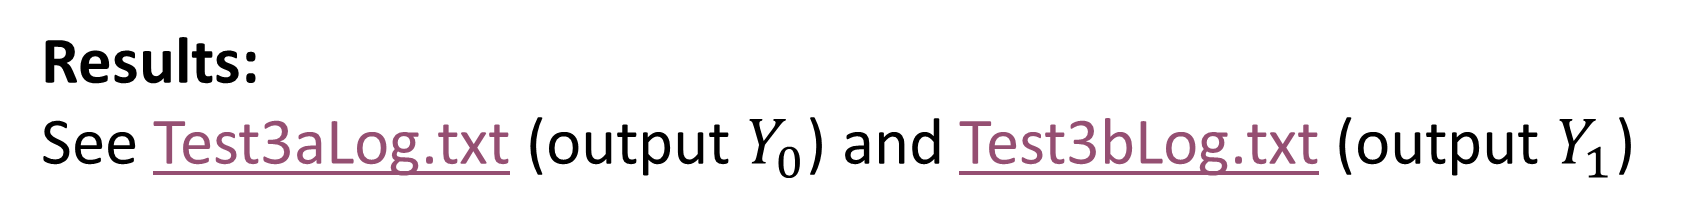 Results:
See Test3aLog.txt (output Y₀) and Test3bLog.txt (output Y₁)